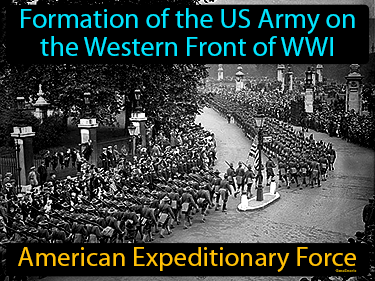 Formation of the US Army on
the Western Front of WWI
American Expeditionary Force